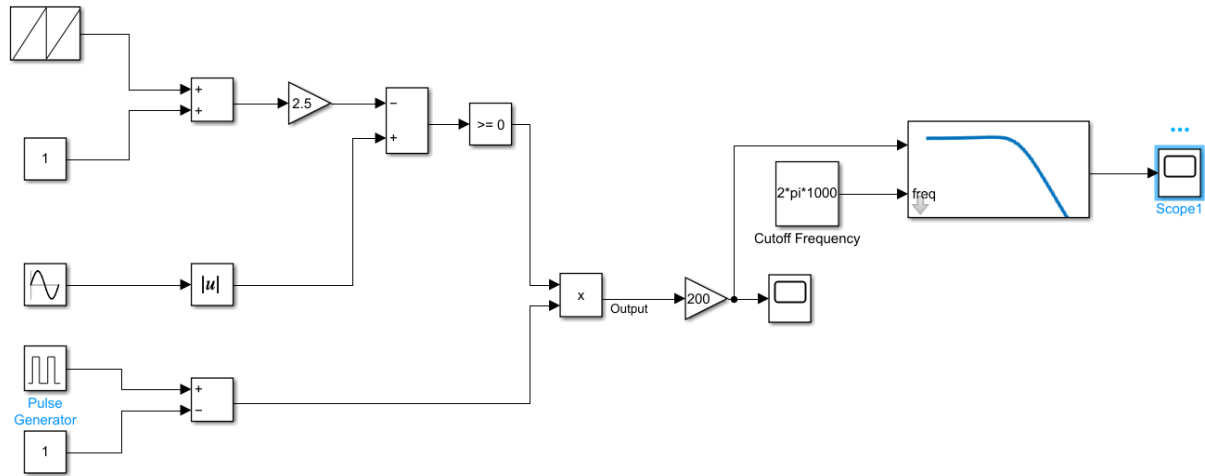 +
+
2.5
−
+
>= 0
1
2*pi*1000
freq
Cutoff Frequency
Scope1
|u|
x
Output
200
Pulse
Generator
+
−
1